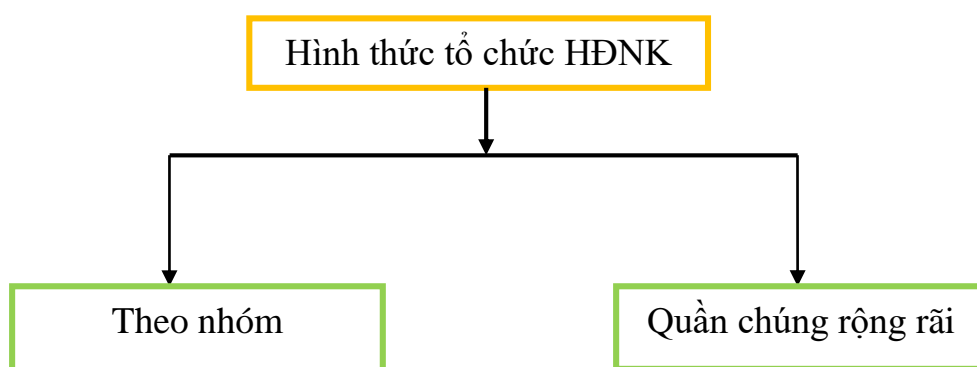 Hình thức tổ chức HĐNK
Theo nhóm
Quần chúng rộng rãi